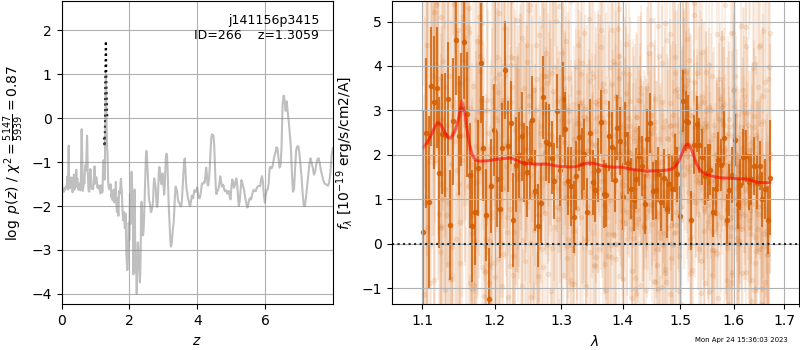 j141156p3415
ID=266 z=1.3059
log p(z) / χ² = 5147/5939 = 0.87
2
1
0
−1
−2
−3
−4
0 2 4 6
z
fλ [10⁻¹⁹ erg/s/cm2/A]
5
4
3
2
1
0
−1
1.1 1.2 1.3 1.4 1.5 1.6 1.7
λ
Mon Apr 24 15:36:03 2023